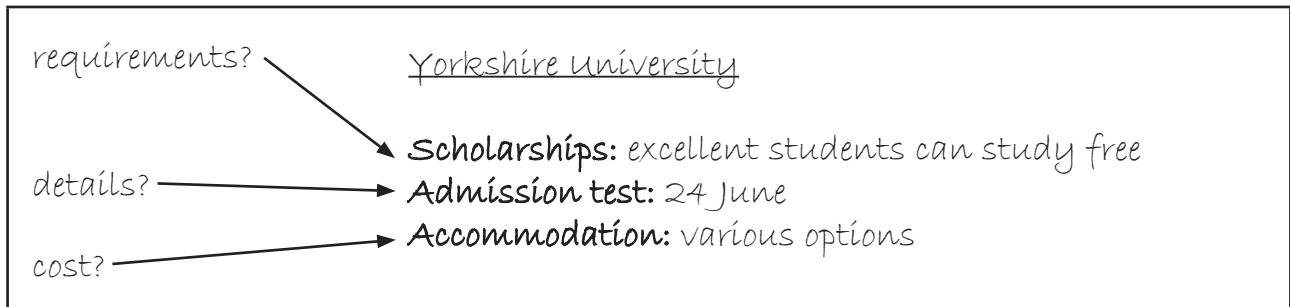 requirements?
Yorkshire University
Scholarships: excellent students can study free
details?
Admission test: 24 June
Accommodation: various options
cost?